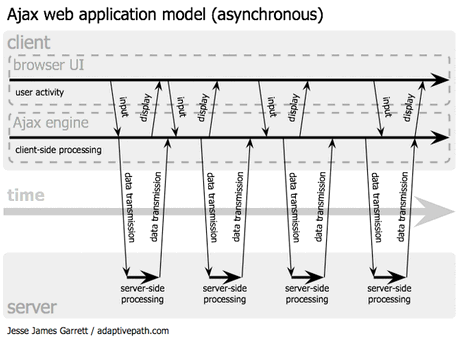 Ajax web application model (asynchronous)
client
browser UI
user activity
input
display
input
display
input
display
input
display
Ajax engine
client-side processing
data transmission
data transmission
data transmission
data transmission
data transmission
data transmission
data transmission
data transmission
time
server-side
processing
server-side
processing
server-side
processing
server-side
processing
server
Jesse James Garrett / adaptivepath.com